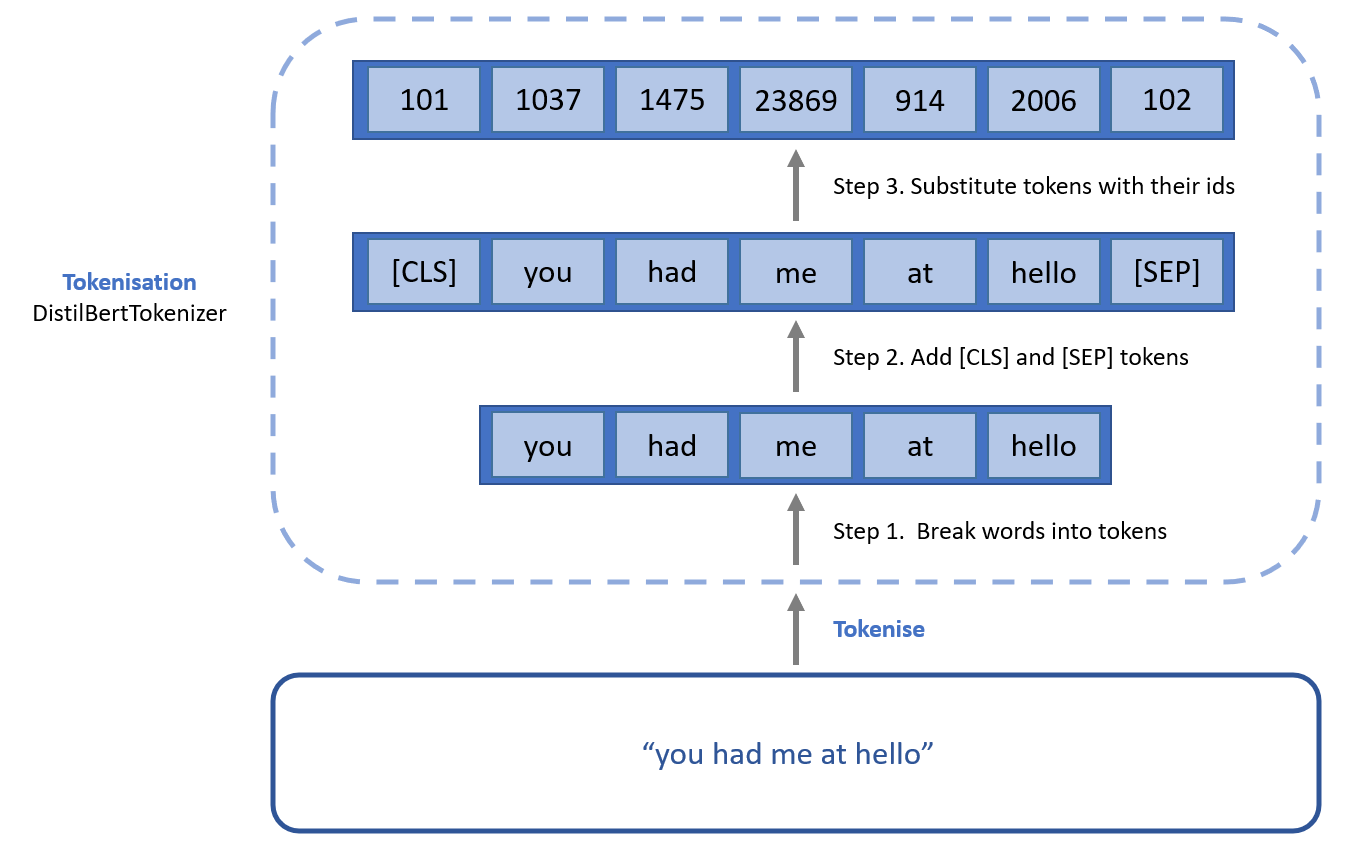 101 1037 1475 23869 914 2006 102
Step 3. Substitute tokens with their ids
[CLS] you had me at hello [SEP]
Tokenisation
DistilBertTokenizer
Step 2. Add [CLS] and [SEP] tokens
you had me at hello
Step 1.  Break words into tokens
Tokenise
“you had me at hello”